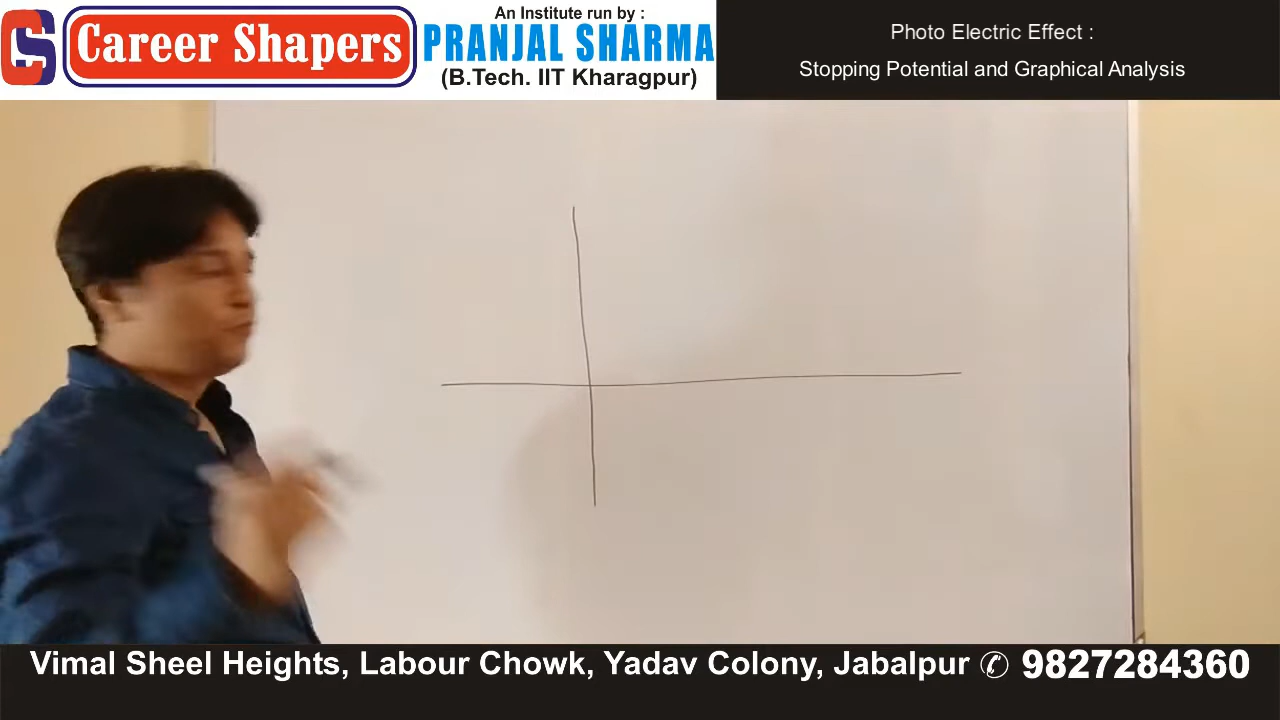 CS Career Shapers
An Institute run by :
PRANJAL SHARMA
(B.Tech. IIT Kharagpur)
Photo Electric Effect :
Stopping Potential and Graphical Analysis
Vimal Sheel Heights, Labour Chowk, Yadav Colony, Jabalpur ✆ 9827284360